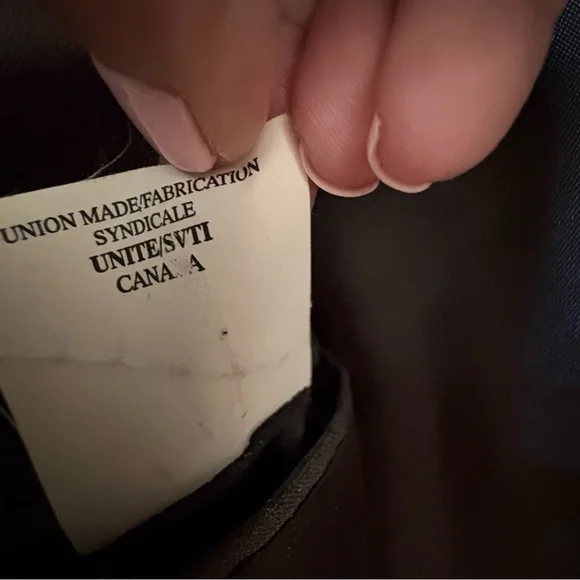 UNION MADE/FABRICATION
SYNDICALE
UNITE/SVTI
CANADA